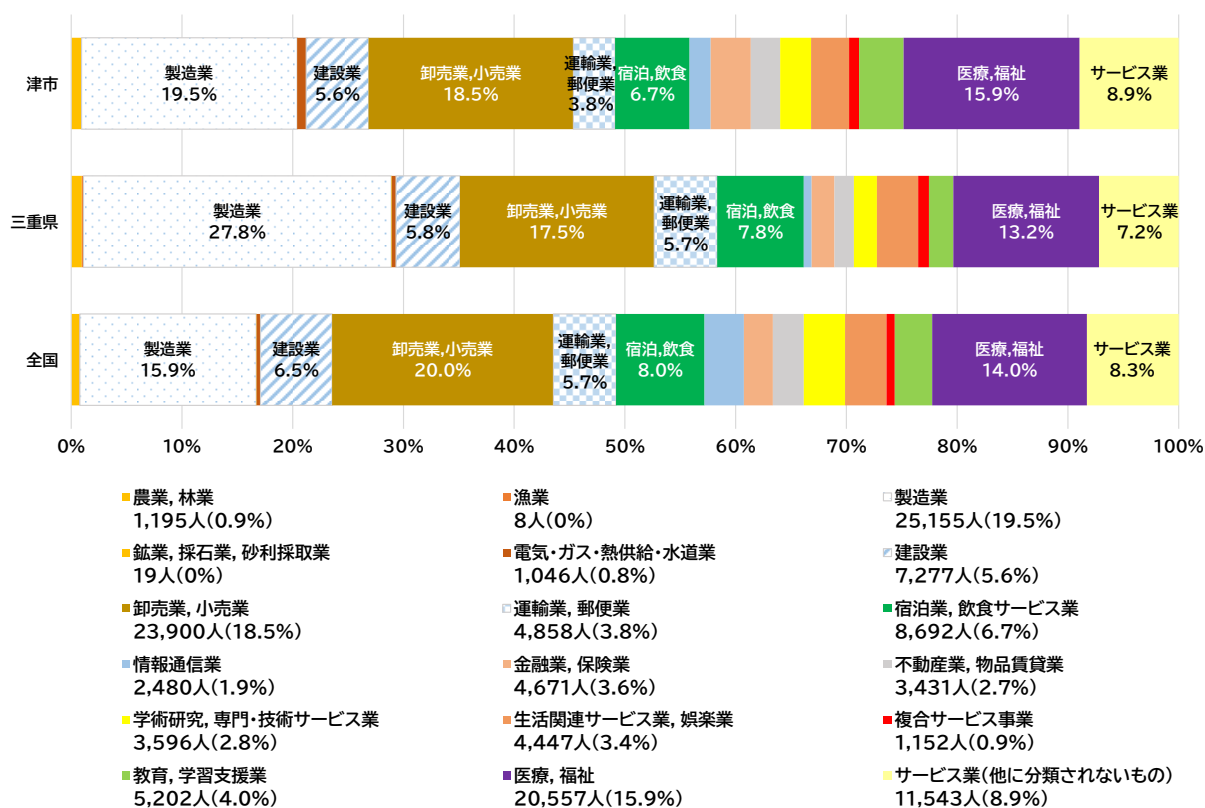 津市
製造業
19.5%
建設業
5.6%
卸売業,小売業
18.5%
運輸業,
郵便業
3.8%
宿泊,飲食
6.7%
医療,福祉
15.9%
サービス業
8.9%
三重県
製造業
27.8%
建設業
5.8%
卸売業,小売業
17.5%
運輸業,
郵便業
5.7%
宿泊,飲食
7.8%
医療,福祉
13.2%
サービス業
7.2%
全国
製造業
15.9%
建設業
6.5%
卸売業,小売業
20.0%
運輸業,
郵便業
5.7%
宿泊,飲食
8.0%
医療,福祉
14.0%
サービス業
8.3%
0% 10% 20% 30% 40% 50% 60% 70% 80% 90% 100%
農業, 林業
1,195人(0.9%)
漁業
8人(0%)
製造業
25,155人(19.5%)
鉱業, 採石業, 砂利採取業
19人(0%)
電気・ガス・熱供給・水道業
1,046人(0.8%)
建設業
7,277人(5.6%)
卸売業, 小売業
23,900人(18.5%)
運輸業, 郵便業
4,858人(3.8%)
宿泊業, 飲食サービス業
8,692人(6.7%)
情報通信業
2,480人(1.9%)
金融業, 保険業
4,671人(3.6%)
不動産業, 物品賃貸業
3,431人(2.7%)
学術研究, 専門・技術サービス業
3,596人(2.8%)
生活関連サービス業, 娯楽業
4,447人(3.4%)
複合サービス事業
1,152人(0.9%)
教育, 学習支援業
5,202人(4.0%)
医療, 福祉
20,557人(15.9%)
サービス業(他に分類されないもの)
11,543人(8.9%)